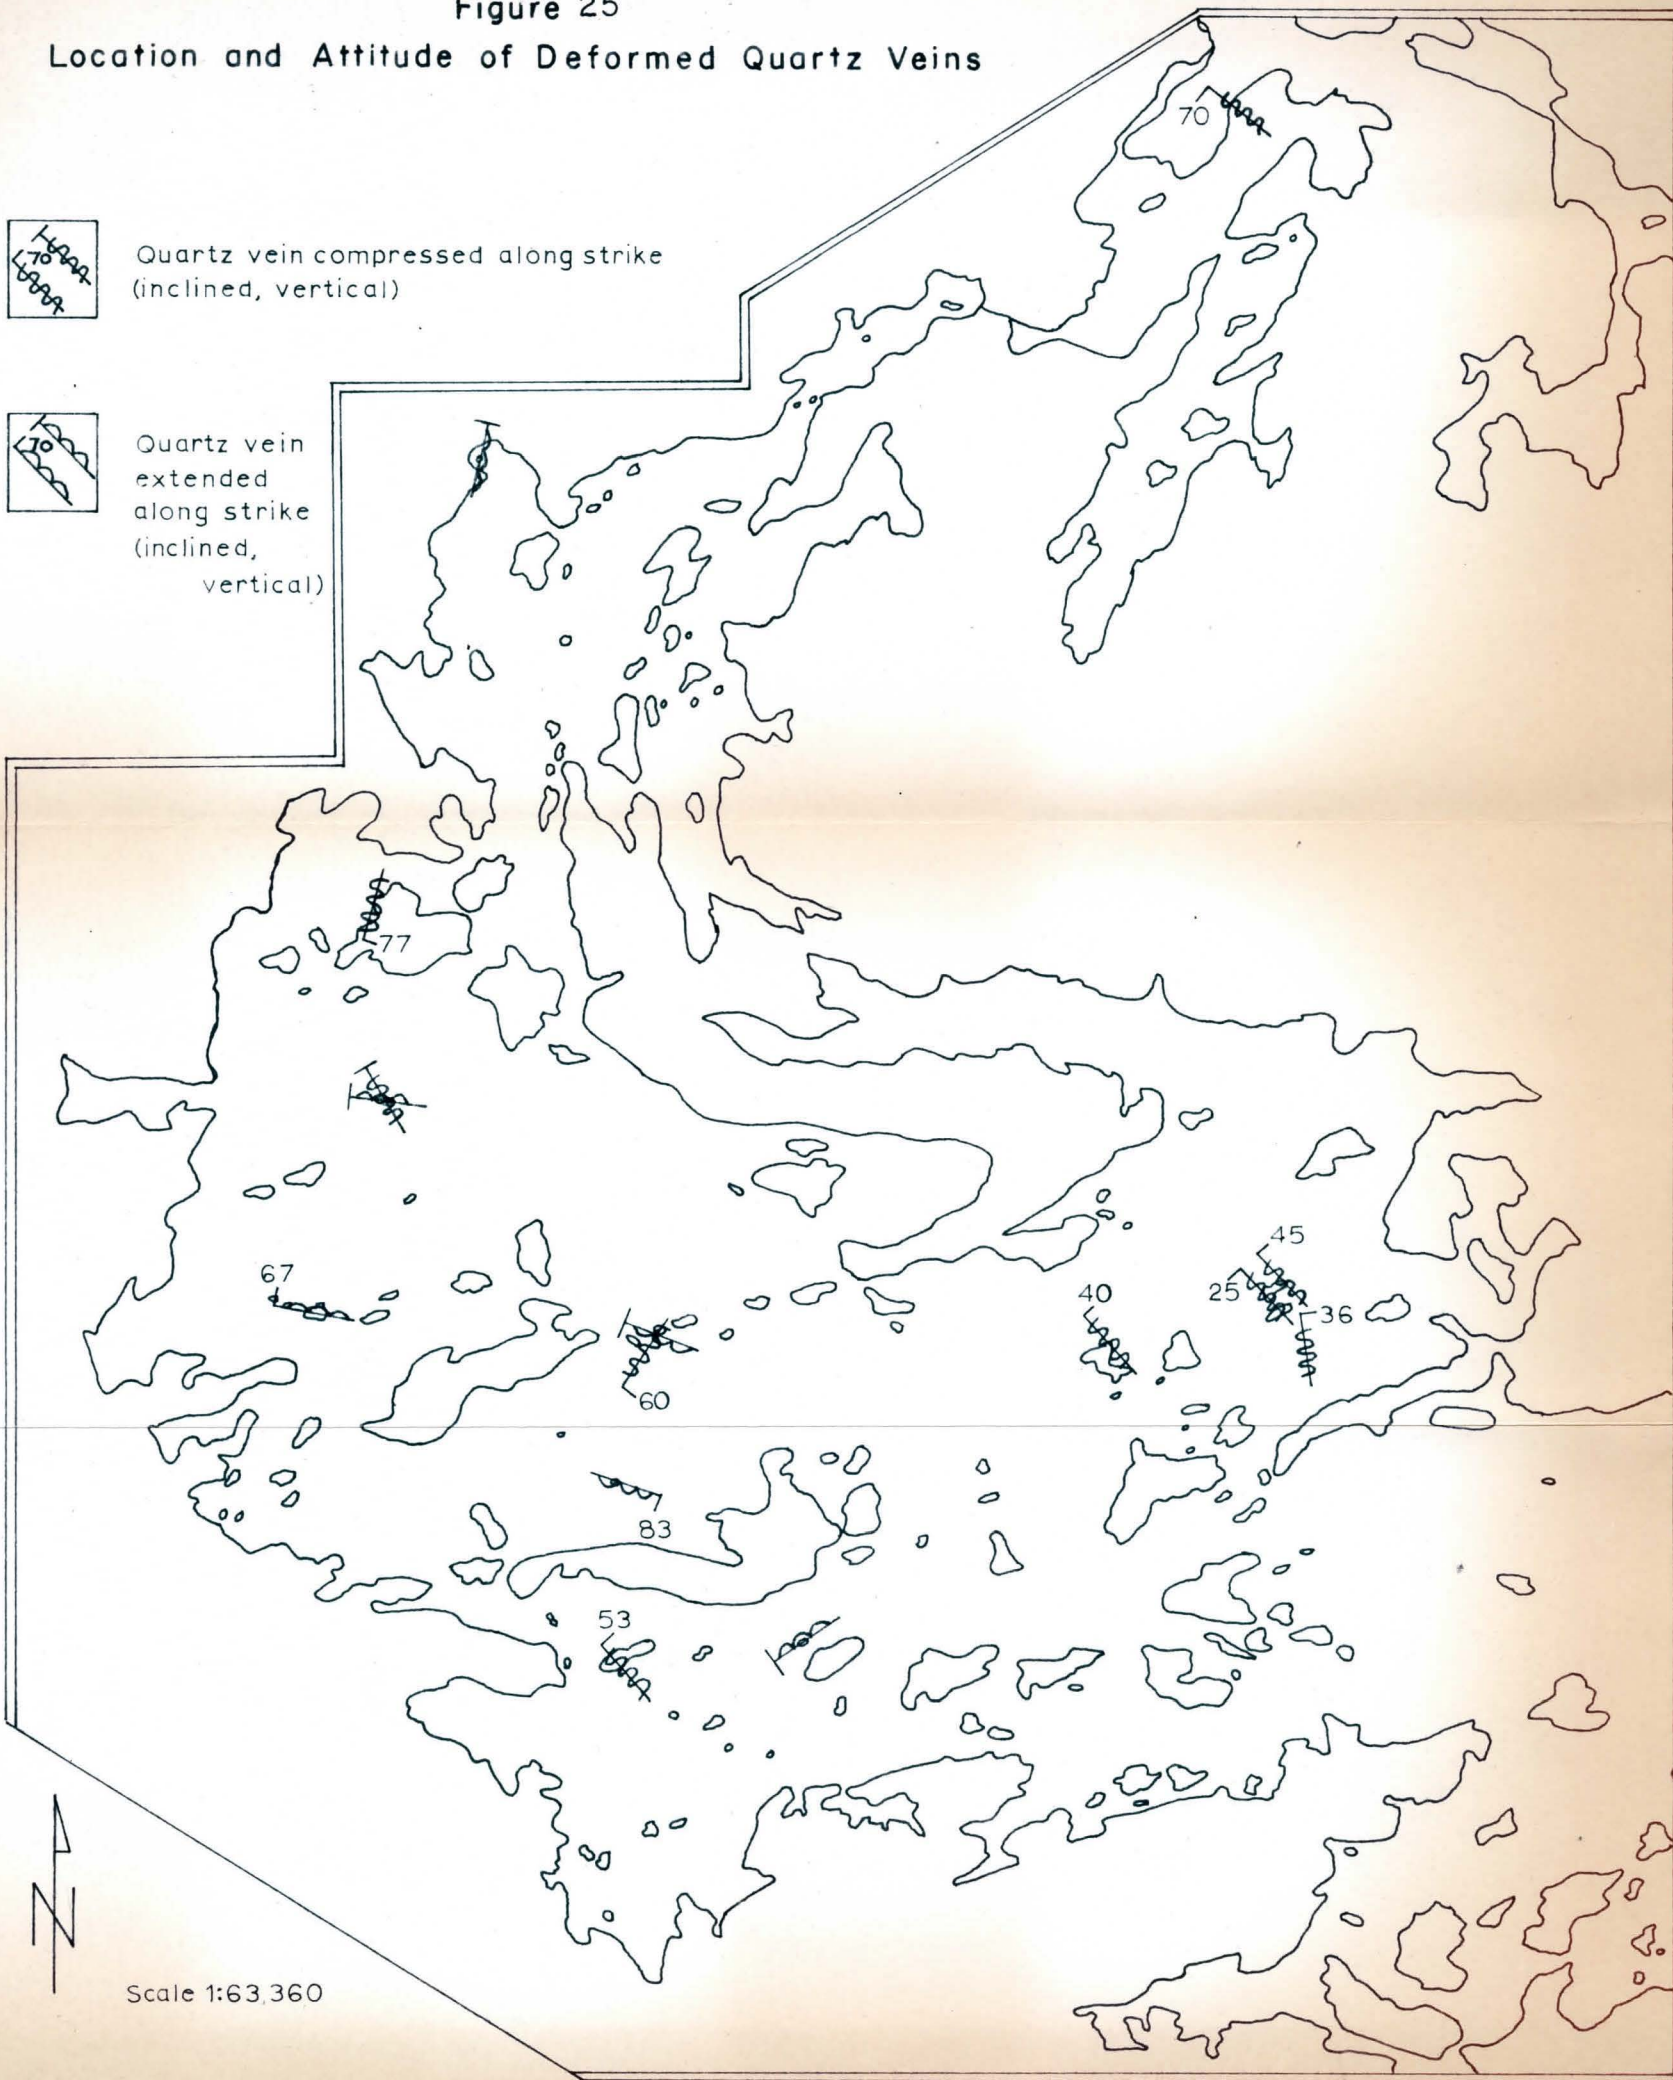 Figure 25
Location and Attitude of Deformed Quartz Veins
70
70
Quartz vein compressed along strike
(inclined, vertical)
70
Quartz vein
extended
along strike
(inclined,
vertical)
77
45
67
25
40
36
60
83
53
N
Scale 1:63,360